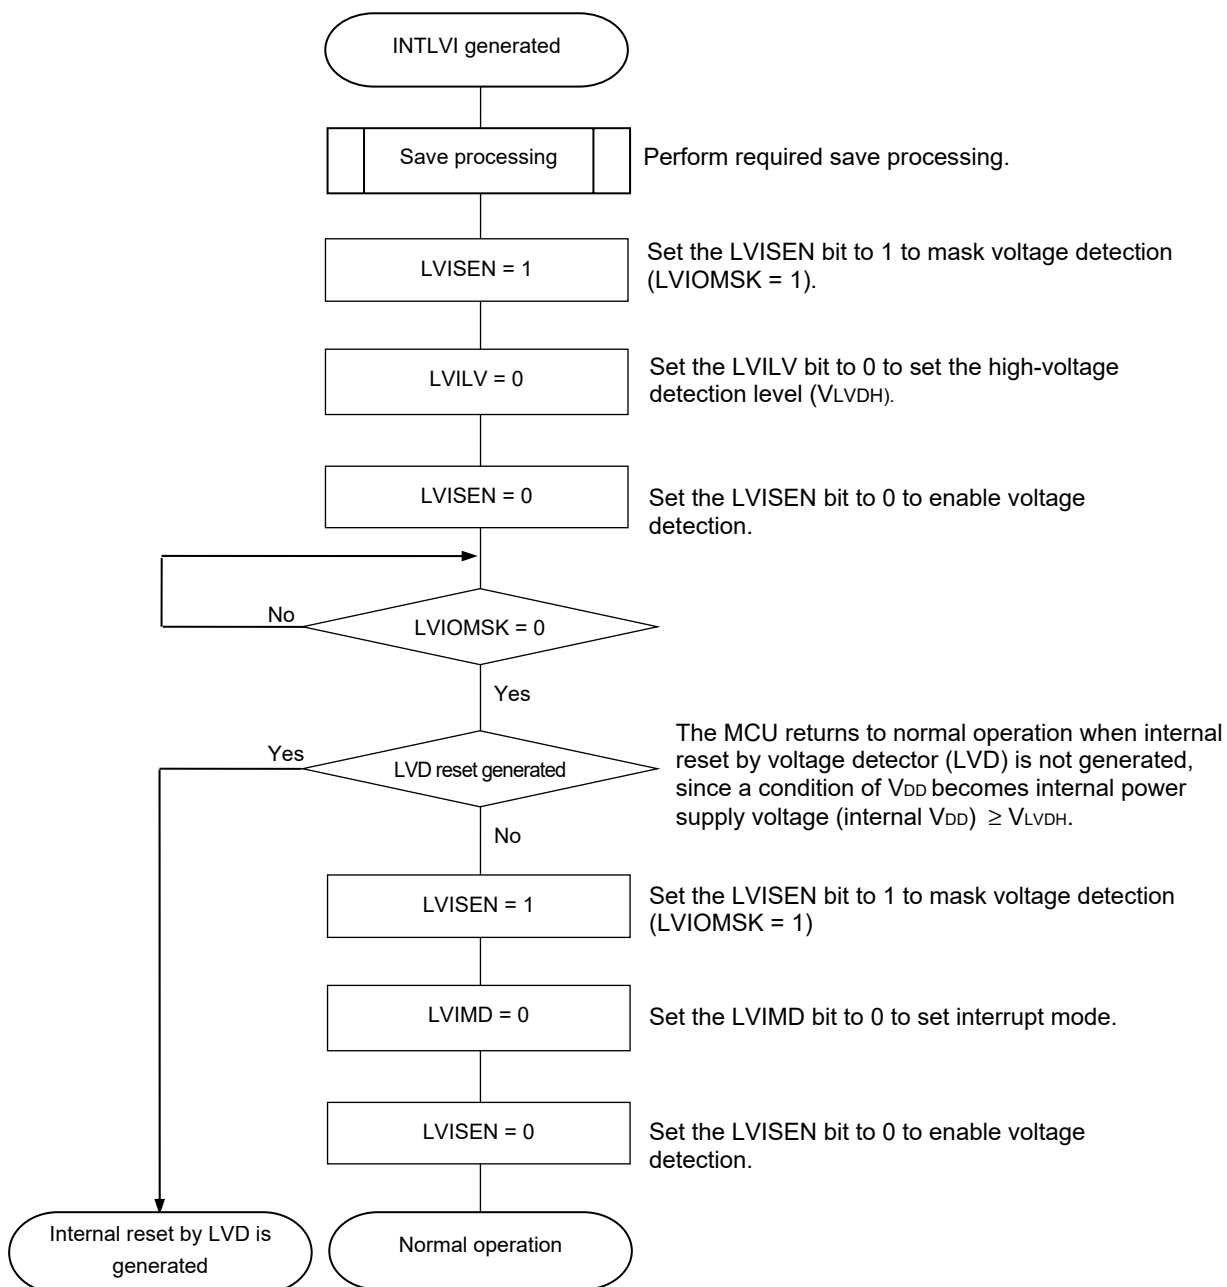 INTLVI generated
Save processing
Perform required save processing.
LVISEN = 1
Set the LVISEN bit to 1 to mask voltage detection
(LVIOMSK = 1).
LVILV = 0
Set the LVILV bit to 0 to set the high-voltage
detection level (VLVDH).
LVISEN = 0
Set the LVISEN bit to 0 to enable voltage
detection.
No
LVIOMSK = 0
Yes
Yes
LVD reset generated
The MCU returns to normal operation when internal
reset by voltage detector (LVD) is not generated,
since a condition of VDD becomes internal power
supply voltage (internal VDD) ≥ VLVDH.
No
LVISEN = 1
Set the LVISEN bit to 1 to mask voltage detection
(LVIOMSK = 1)
LVIMD = 0
Set the LVIMD bit to 0 to set interrupt mode.
LVISEN = 0
Set the LVISEN bit to 0 to enable voltage
detection.
Internal reset by LVD is
generated
Normal operation